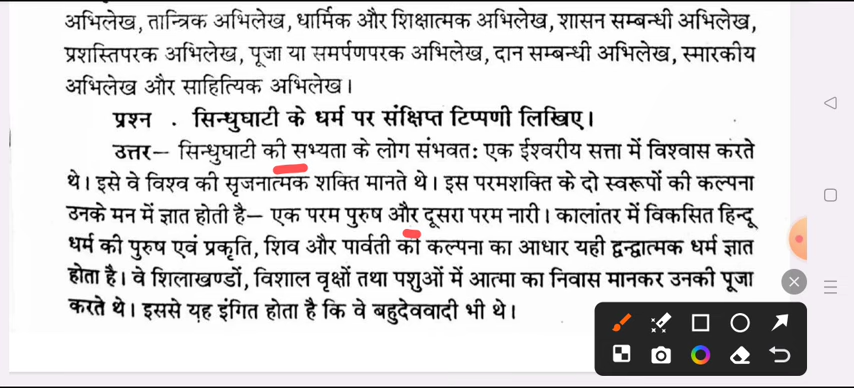 अभिलेख, तान्त्रिक अभिलेख, धार्मिक और शिक्षात्मक अभिलेख, शासन सम्बन्धी अभिलेख,
प्रशस्तिपरक अभिलेख, पूजा या समर्पणपरक अभिलेख, दान सम्बन्धी अभिलेख, स्मारकीय
अभिलेख और साहित्यिक अभिलेख।
प्रश्न . सिन्धुघाटी के धर्म पर संक्षिप्त टिप्पणी लिखिए।
उत्तर— सिन्धुघाटी की सभ्यता के लोग संभवत: एक ईश्वरीय सत्ता में विश्वास करते
थे। इसे वे विश्व की सृजनात्मक शक्ति मानते थे। इस परमशक्ति के दो स्वरूपों की कल्पना
उनके मन में ज्ञात होती है— एक परम पुरुष और दूसरा परम नारी। कालांतर में विकसित हिन्दू
धर्म की पुरुष एवं प्रकृति, शिव और पार्वती की कल्पना का आधार यही द्वन्द्वात्मक धर्म ज्ञात
होता है। वे शिलाखण्डों, विशाल वृक्षों तथा पशुओं में आत्मा का निवास मानकर उनकी पूजा
करते थे। इससे यह इंगित होता है कि वे बहुदेववादी भी थे।